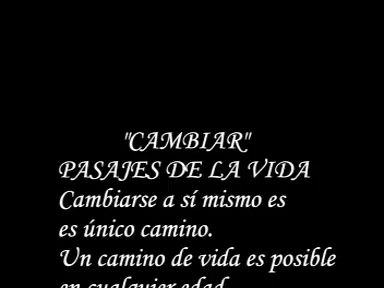 "CAMBIAR"
PASAJES DE LA VIDA
Cambiarse a sí mismo es
es único camino.
Un camino de vida es posible
en cualquier edad